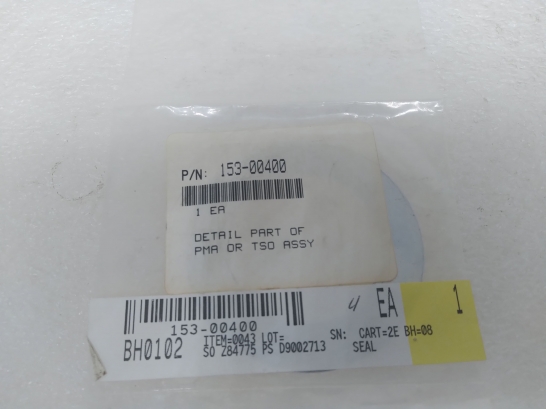 P/N: 153-00400
1 EA
DETAIL PART OF
PMA OR TSO ASSY
4 EA 1
153-00400
BH0102 ITEM=0043 LOT= SN: CART=2E BH=08
SO Z84775 PS D9002713 SEAL